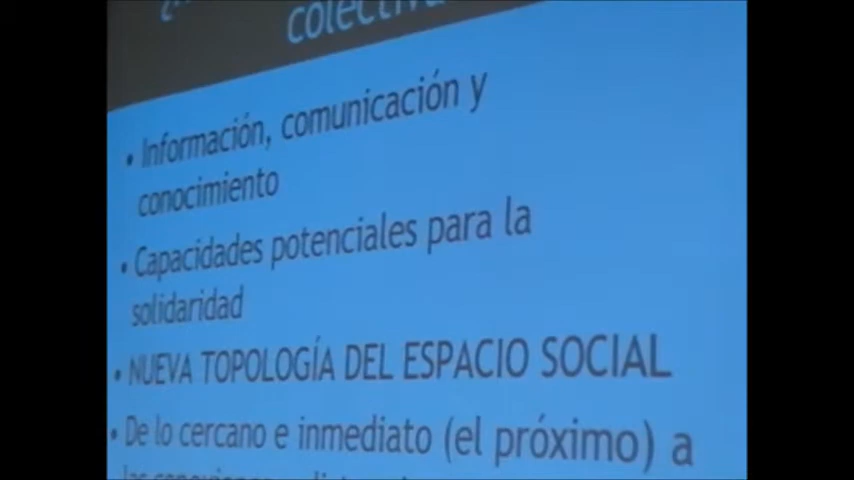 • Información, comunicación y
conocimiento
• Capacidades potenciales para la
solidaridad
• NUEVA TOPOLOGÍA DEL ESPACIO SOCIAL
• De lo cercano e inmediato (el próximo) a